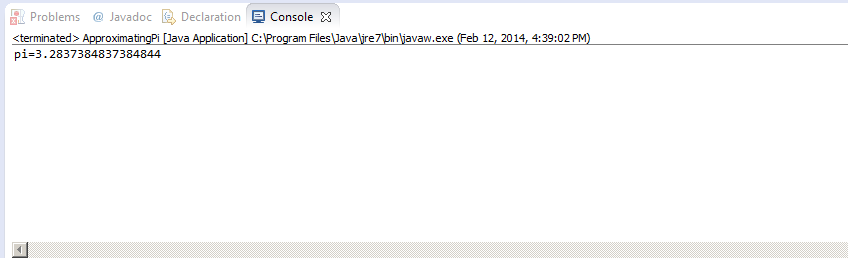 Problems @ Javadoc Declaration Console
<terminated> ApproximatingPi [Java Application] C:\Program Files\Java\jre7\bin\javaw.exe (Feb 12, 2014, 4:39:02 PM)
pi=3.2837384837384844